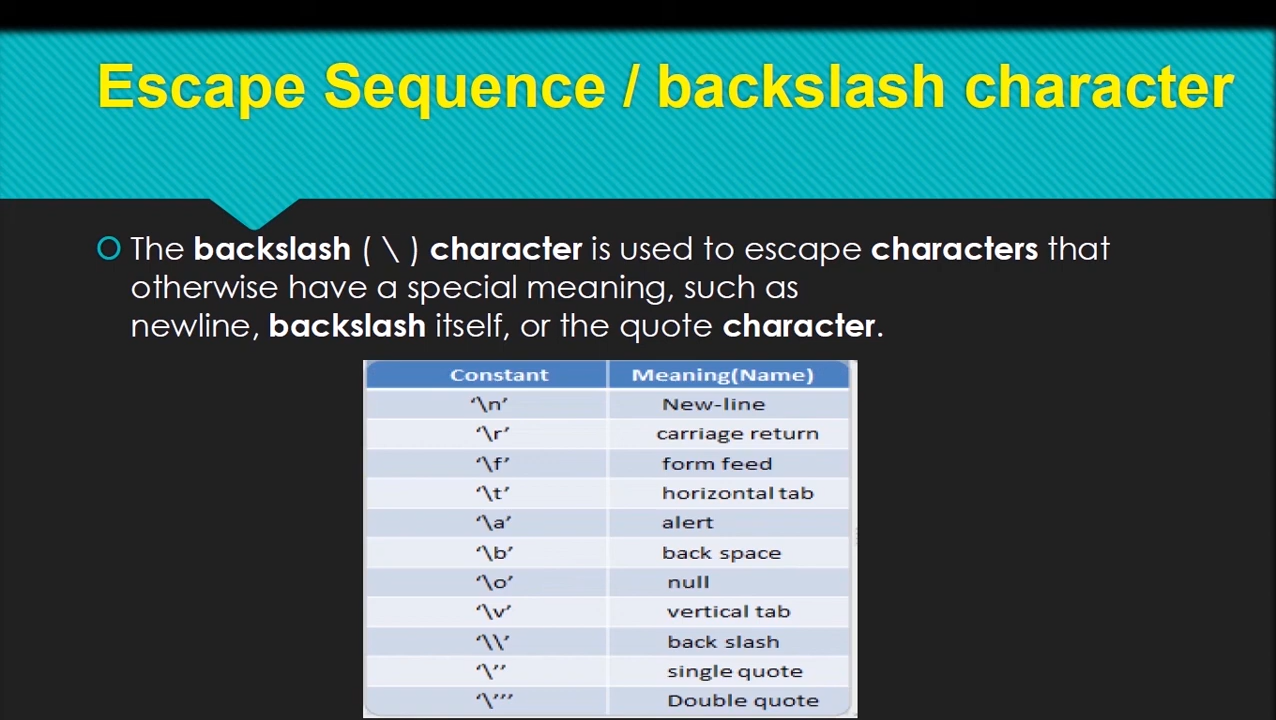 Escape Sequence / backslash character
The backslash ( \ ) character is used to escape characters that
otherwise have a special meaning, such as
newline, backslash itself, or the quote character.
Constant Meaning(Name)
‘\n’ New-line
‘\r’ carriage return
‘\f’ form feed
‘\t’ horizontal tab
‘\a’ alert
‘\b’ back space
‘\o’ null
‘\v’ vertical tab
‘\\’ back slash
‘\’’ single quote
‘\’’’ Double quote